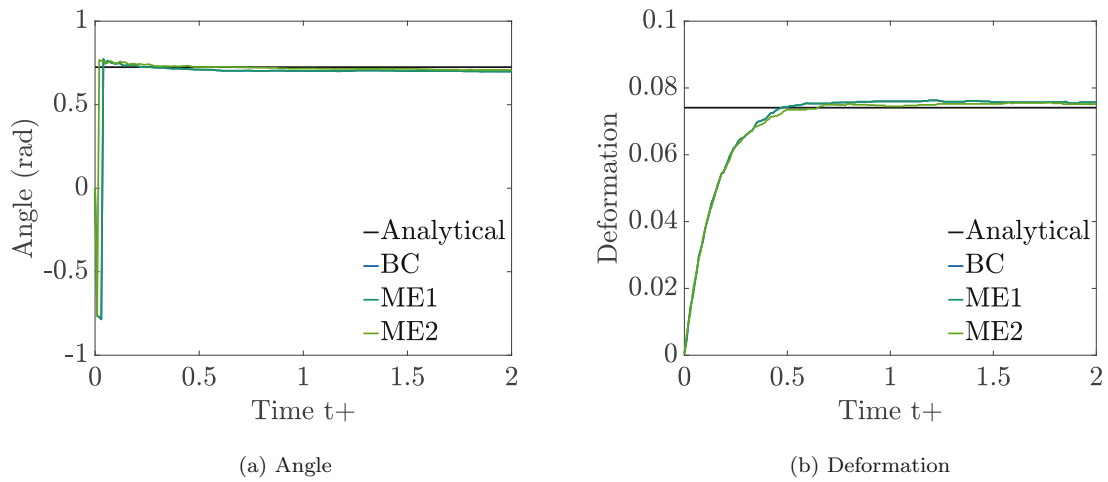 1
0.5
0
-0.5
-1
0
0.5
1
1.5
2
Angle (rad)
Time t+
Analytical
BC
ME1
ME2
(a) Angle
0.1
0.08
0.06
0.04
0.02
0
0
0.5
1
1.5
2
Deformation
Time t+
Analytical
BC
ME1
ME2
(b) Deformation